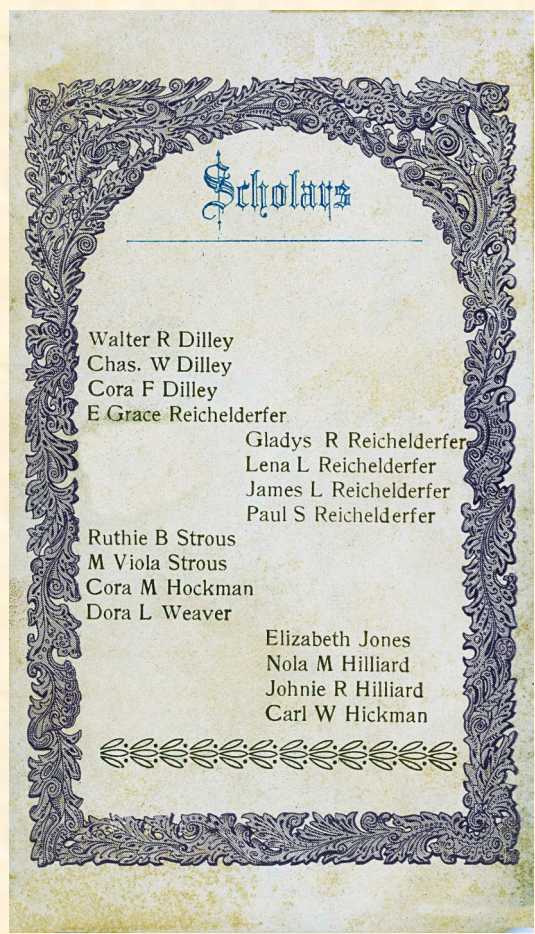 Scholars
Walter R Dilley
Chas. W Dilley
Cora F Dilley
E Grace Reichelderfer
Gladys R Reichelderfer
Lena L Reichelderfer
James L Reichelderfer
Paul S Reichelderfer
Ruthie B Strous
M Viola Strous
Cora M Hockman
Dora L Weaver
Elizabeth Jones
Nola M Hilliard
Johnie R Hilliard
Carl W Hickman